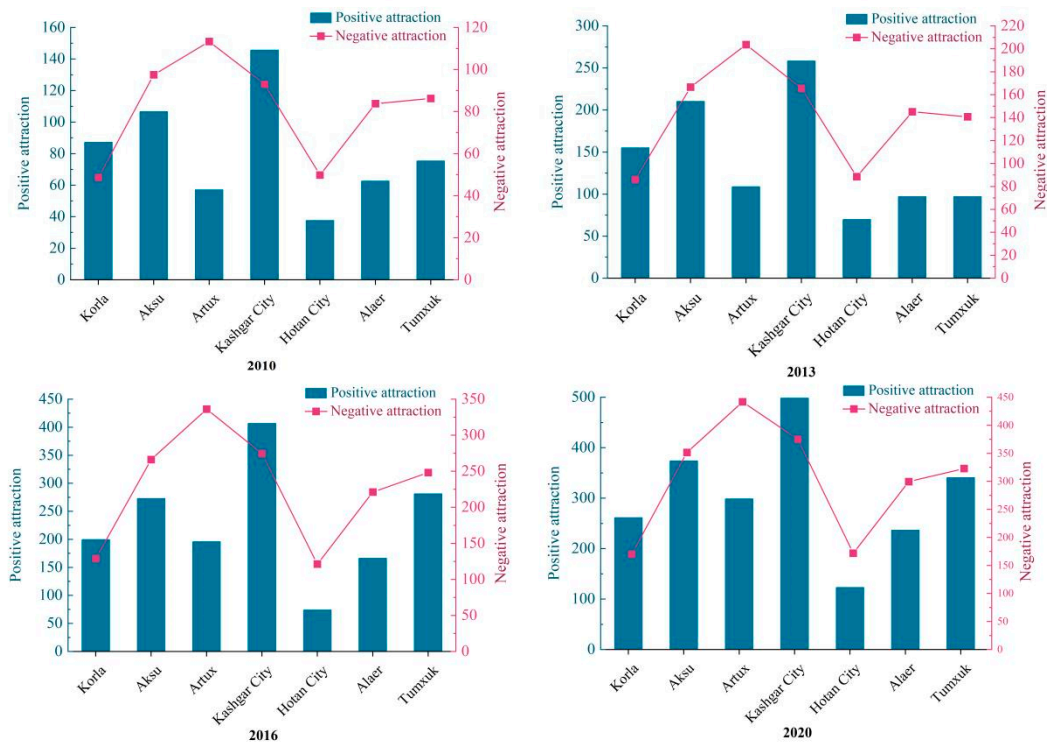 Positive attraction
Negative attraction
160
140
120
100
80
60
40
20
0
Positive attraction
120
100
80
60
40
20
0
Negative attraction
Korla
Aksu
Artux
Kashgar City
Hotan City
Alaer
Tumxuk
2010
Positive attraction
Negative attraction
300
250
200
150
100
50
0
Positive attraction
220
200
180
160
140
120
100
80
60
40
20
0
Negative attraction
Korla
Aksu
Artux
Kashgar City
Hotan City
Alaer
Tumxuk
2013
Positive attraction
Negative attraction
450
400
350
300
250
200
150
100
50
0
Positive attraction
350
300
250
200
150
100
50
0
Negative attraction
Korla
Aksu
Artux
Kashgar City
Hotan City
Alaer
Tumxuk
2016
Positive attraction
Negative attraction
500
400
300
200
100
0
Positive attraction
450
400
350
300
250
200
150
100
50
0
Negative attraction
Korla
Aksu
Artux
Kashgar City
Hotan City
Alaer
Tumxuk
2020